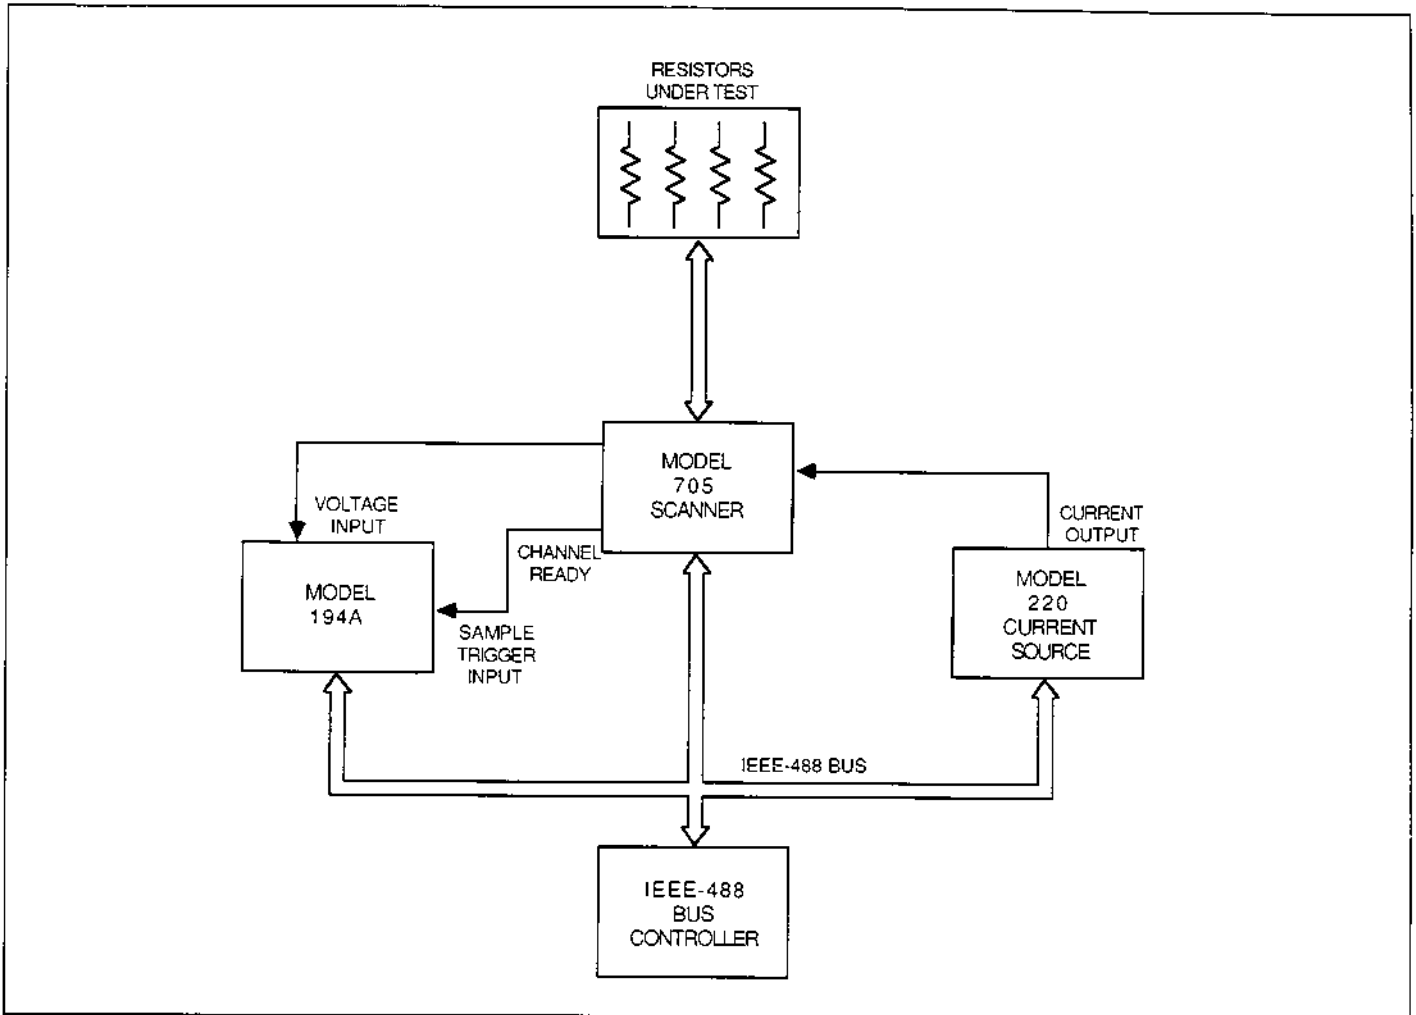 RESISTORS
UNDER TEST
MODEL
705
SCANNER
VOLTAGE
INPUT
CHANNEL
READY
CURRENT
OUTPUT
MODEL
194A
SAMPLE
TRIGGER
INPUT
MODEL
220
CURRENT
SOURCE
IEEE-488 BUS
IEEE-488
BUS
CONTROLLER